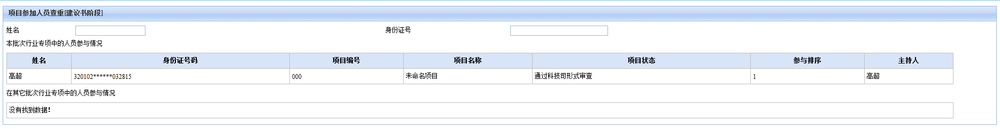 项目参加人员查重[建议书阶段]
姓名 身份证号
本批次行业专项中的人员参与情况
姓名 身份证号码 项目编号 项目名称 项目状态 参与排序 主持人
高超 320102******032815 000 未命名项目 通过科技司形式审查 1 高超
在其它批次行业专项中的人员参与情况
没有找到数据!